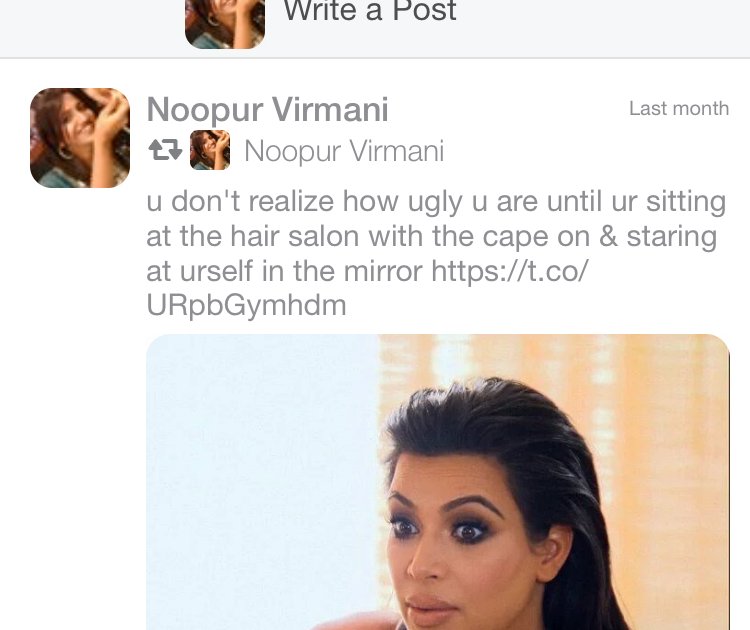 Write a Post
Noopur Virmani
Last month
Noopur Virmani
u don't realize how ugly u are until ur sitting
at the hair salon with the cape on & staring
at urself in the mirror https://t.co/
URpbGymhdm